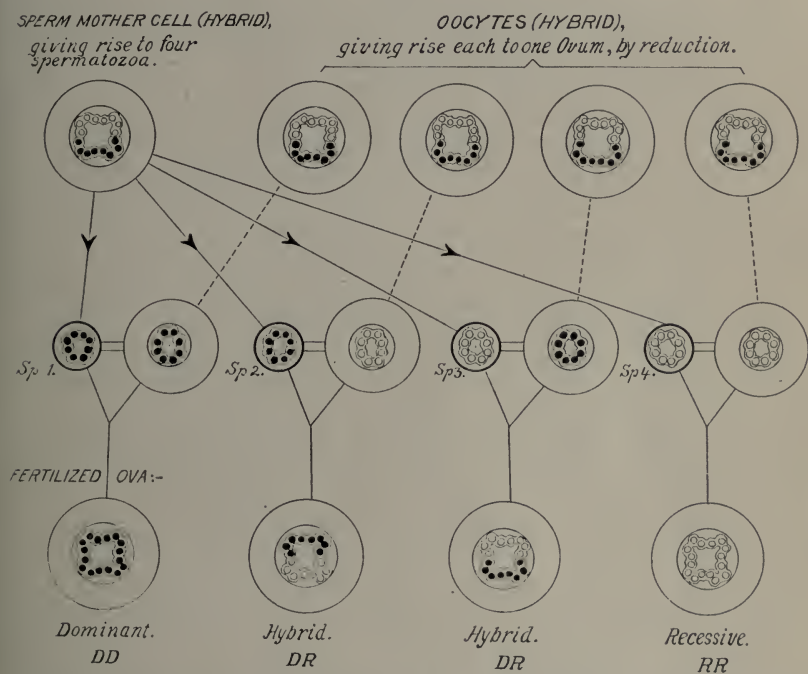 SPERM MOTHER CELL (HYBRID),
giving rise to four
spermatozoa.
OOCYTES (HYBRID),
giving rise each to one Ovum, by reduction.
Sp 1.
Sp 2.
Sp3.
Sp4.
FERTILIZED OVA:-
Dominant.
DD
Hybrid.
DR
Hybrid.
DR
Recessive.
RR